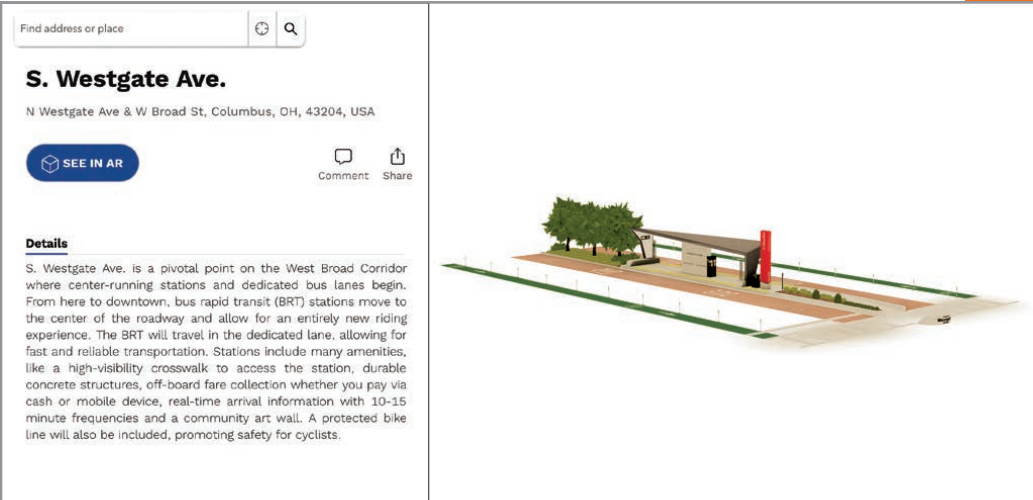 Find address or place
S. Westgate Ave.
N Westgate Ave & W Broad St, Columbus, OH, 43204, USA
SEE IN AR
Comment
Share
Details
S. Westgate Ave. is a pivotal point on the West Broad Corridor
where center-running stations and dedicated bus lanes begin.
From here to downtown, bus rapid transit (BRT) stations move to
the center of the roadway and allow for an entirely new riding
experience. The BRT will travel in the dedicated lane, allowing for
fast and reliable transportation. Stations include many amenities,
like a high-visibility crosswalk to access the station, durable
concrete structures, off-board fare collection whether you pay via
cash or mobile device, real-time arrival information with 10-15
minute frequencies and a community art wall. A protected bike
line will also be included, promoting safety for cyclists.